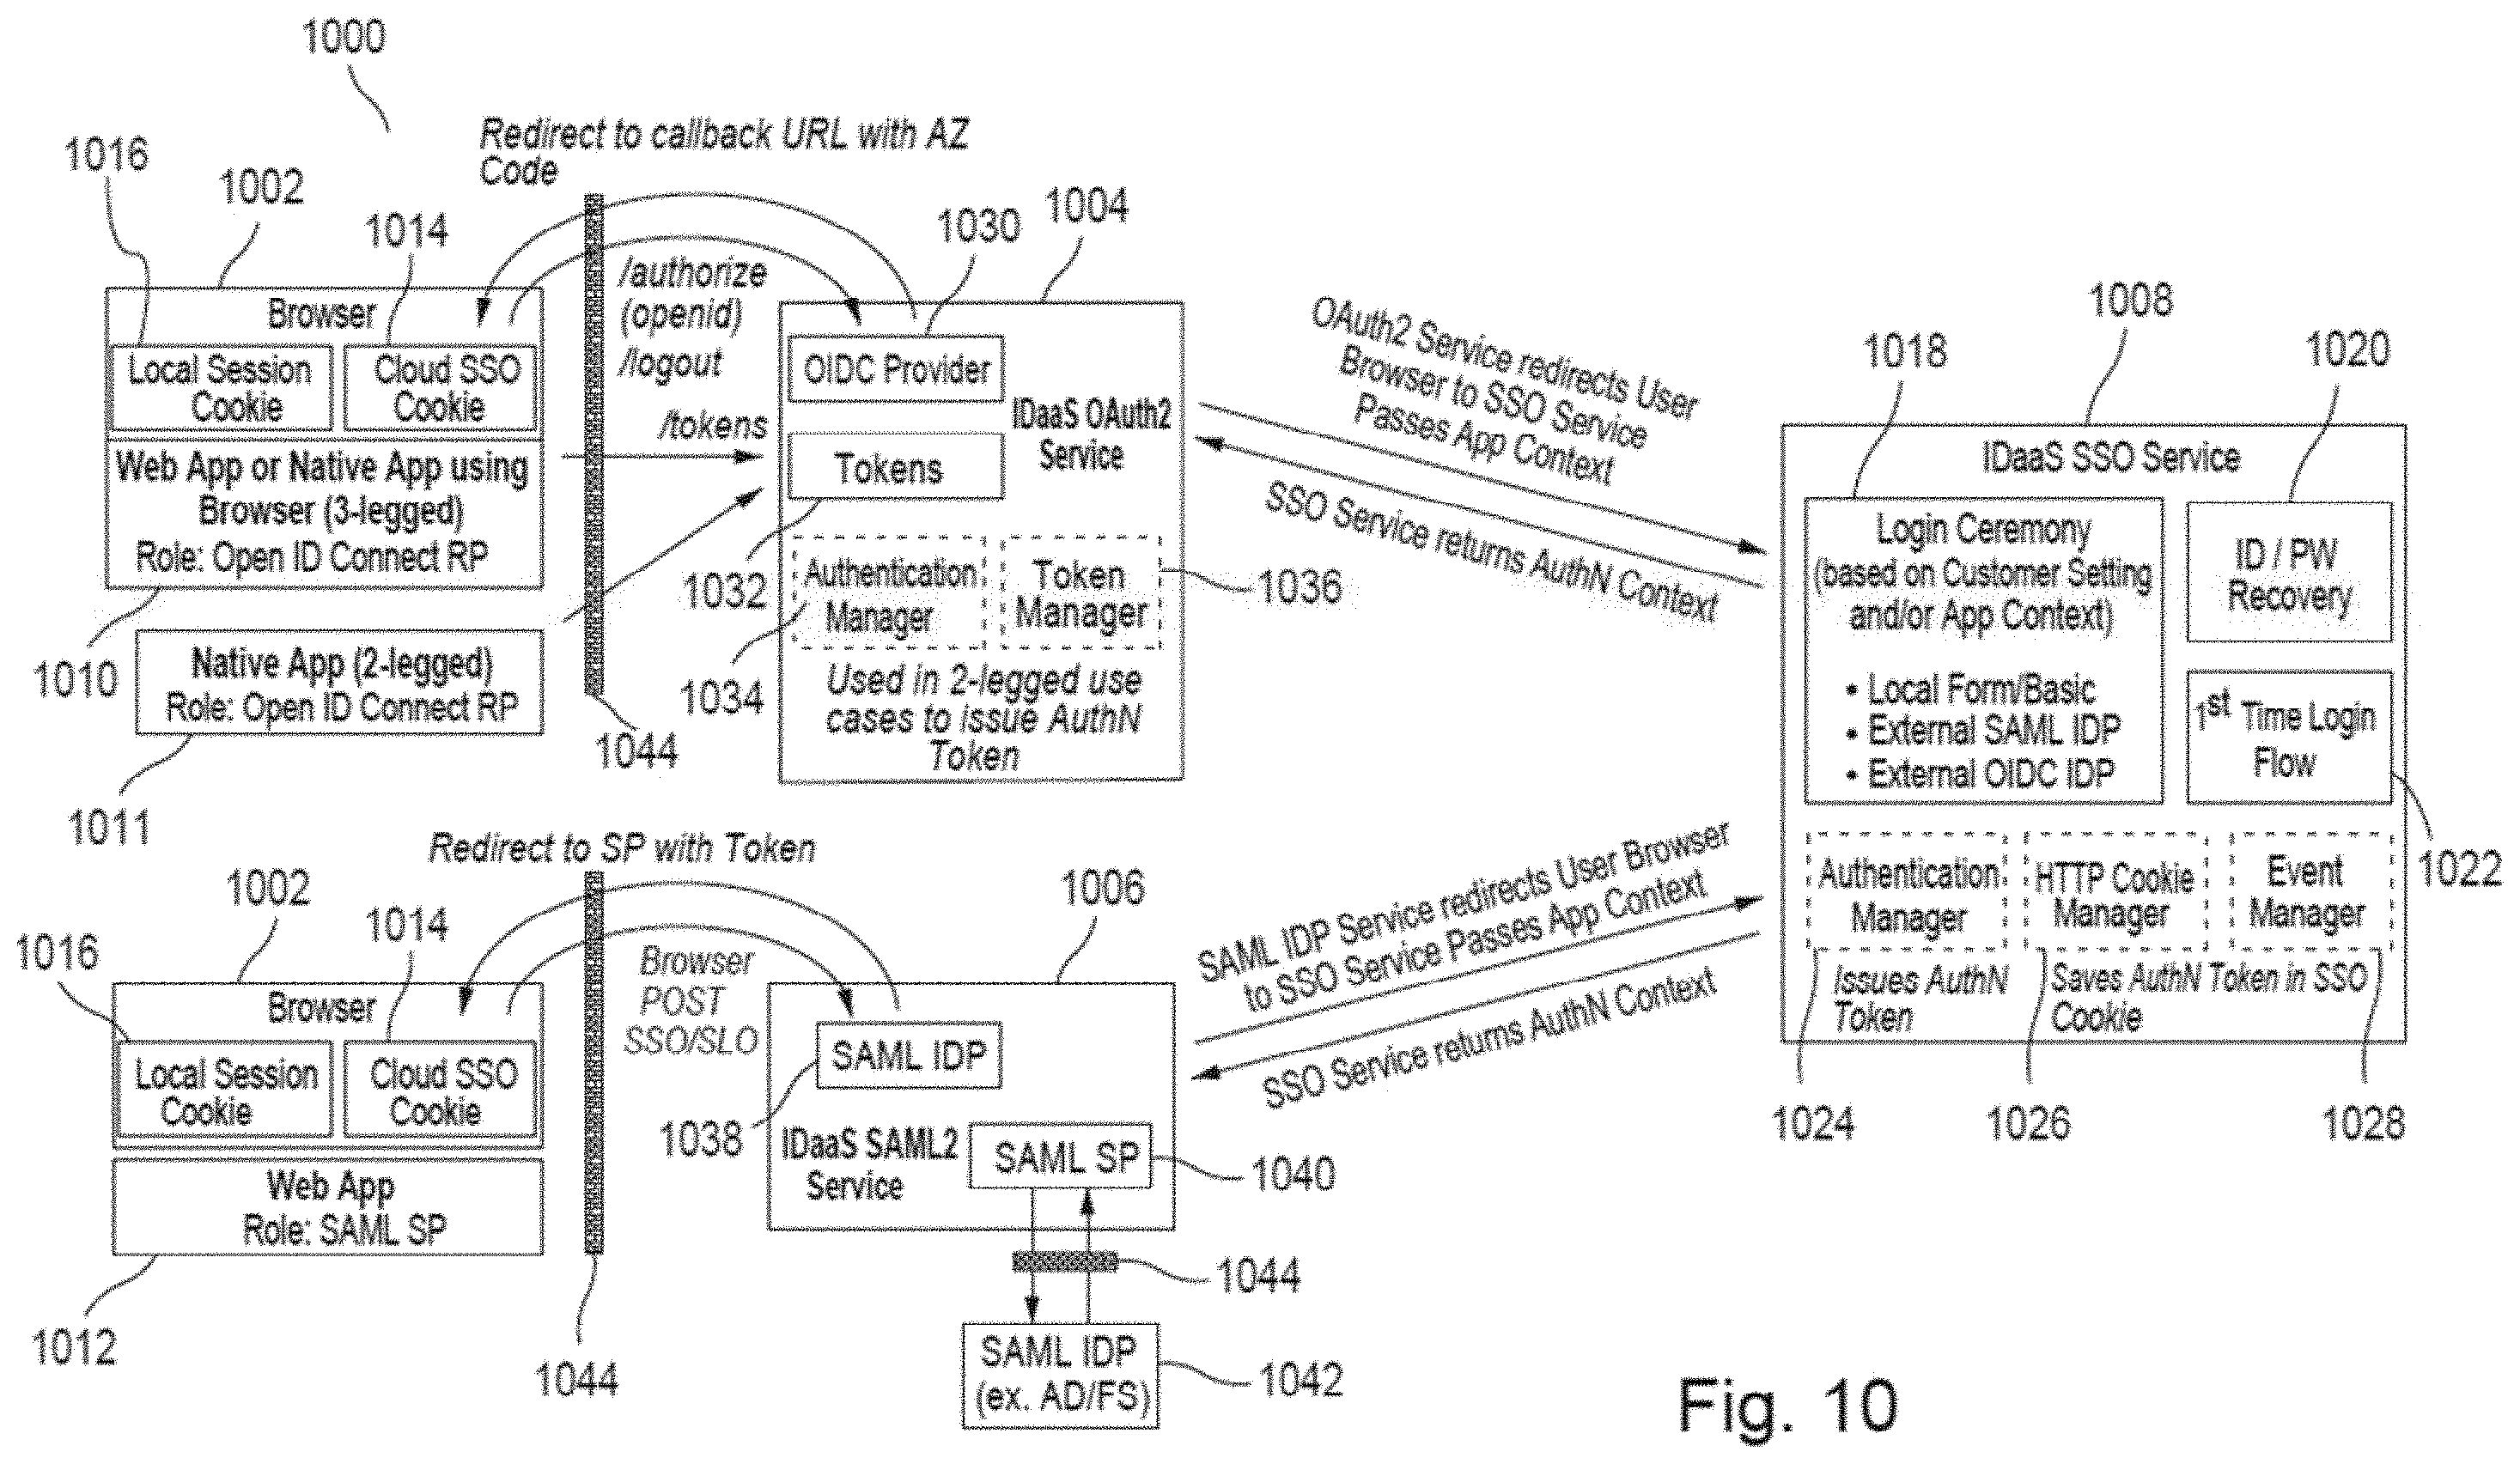 1000
Redirect to callback URL with AZ
Code
1016
1002
1014
1030
1004
Browser
Local Session
Cookie
Cloud SSO
Cookie
Web App or Native App using
Browser (3-legged)
Role: Open ID Connect RP
1010
Native App (2-legged)
Role: Open ID Connect RP
1011
/authorize
(openid)
/logout
/tokens
1044
OIDC Provider
IDaaS OAuth2
Service
Tokens
1032
Authentication
Manager
Token
Manager
1034
1036
Used in 2-legged use
cases to issue AuthN
Token
OAuth2 Service redirects User
Browser to SSO Service
Passes App Context
SSO Service returns AuthN Context
1008
1018
1020
IDaaS SSO Service
Login Ceremony
(based on Customer Setting
and/or App Context)
• Local Form/Basic
• External SAML IDP
• External OIDC IDP
ID / PW
Recovery
1st Time Login
Flow
1022
Authentication
Manager
HTTP Cookie
Manager
Event
Manager
Issues AuthN
Token
Saves AuthN Token in SSO
Cookie
1024
1026
1028
Redirect to SP with Token
1002
1014
1016
1006
Browser
Local Session
Cookie
Cloud SSO
Cookie
Web App
Role: SAML SP
1012
1044
Browser
POST
SSO/SLO
SAML IDP
1038
IDaaS SAML2
Service
SAML SP
1040
1044
SAML IDP
(ex. AD/FS)
1042
SAML IDP Service redirects User Browser
to SSO Service Passes App Context
SSO Service returns AuthN Context
Fig. 10